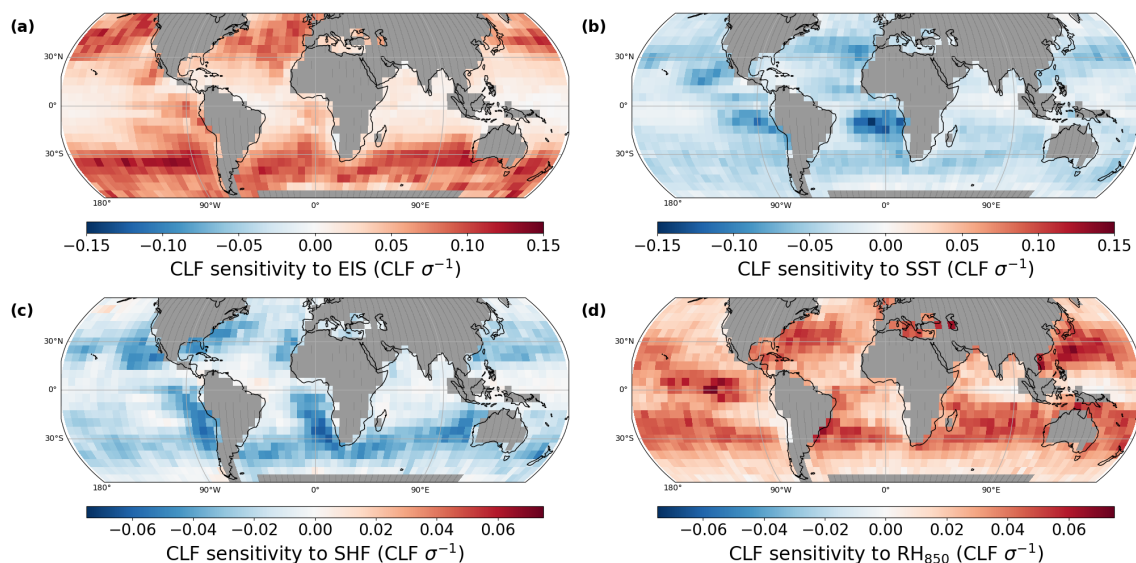 (a)
30°N
0°
30°S
180°
90°W
0°
90°E
−0.15 −0.10 −0.05 0.00 0.05 0.10 0.15
CLF sensitivity to EIS (CLF σ⁻¹)
(b)
30°N
0°
30°S
180°
90°W
0°
90°E
−0.15 −0.10 −0.05 0.00 0.05 0.10 0.15
CLF sensitivity to SST (CLF σ⁻¹)
(c)
30°N
0°
30°S
180°
90°W
0°
90°E
−0.06 −0.04 −0.02 0.00 0.02 0.04 0.06
CLF sensitivity to SHF (CLF σ⁻¹)
(d)
30°N
0°
30°S
180°
90°W
0°
90°E
−0.06 −0.04 −0.02 0.00 0.02 0.04 0.06
CLF sensitivity to RH₈₅₀ (CLF σ⁻¹)